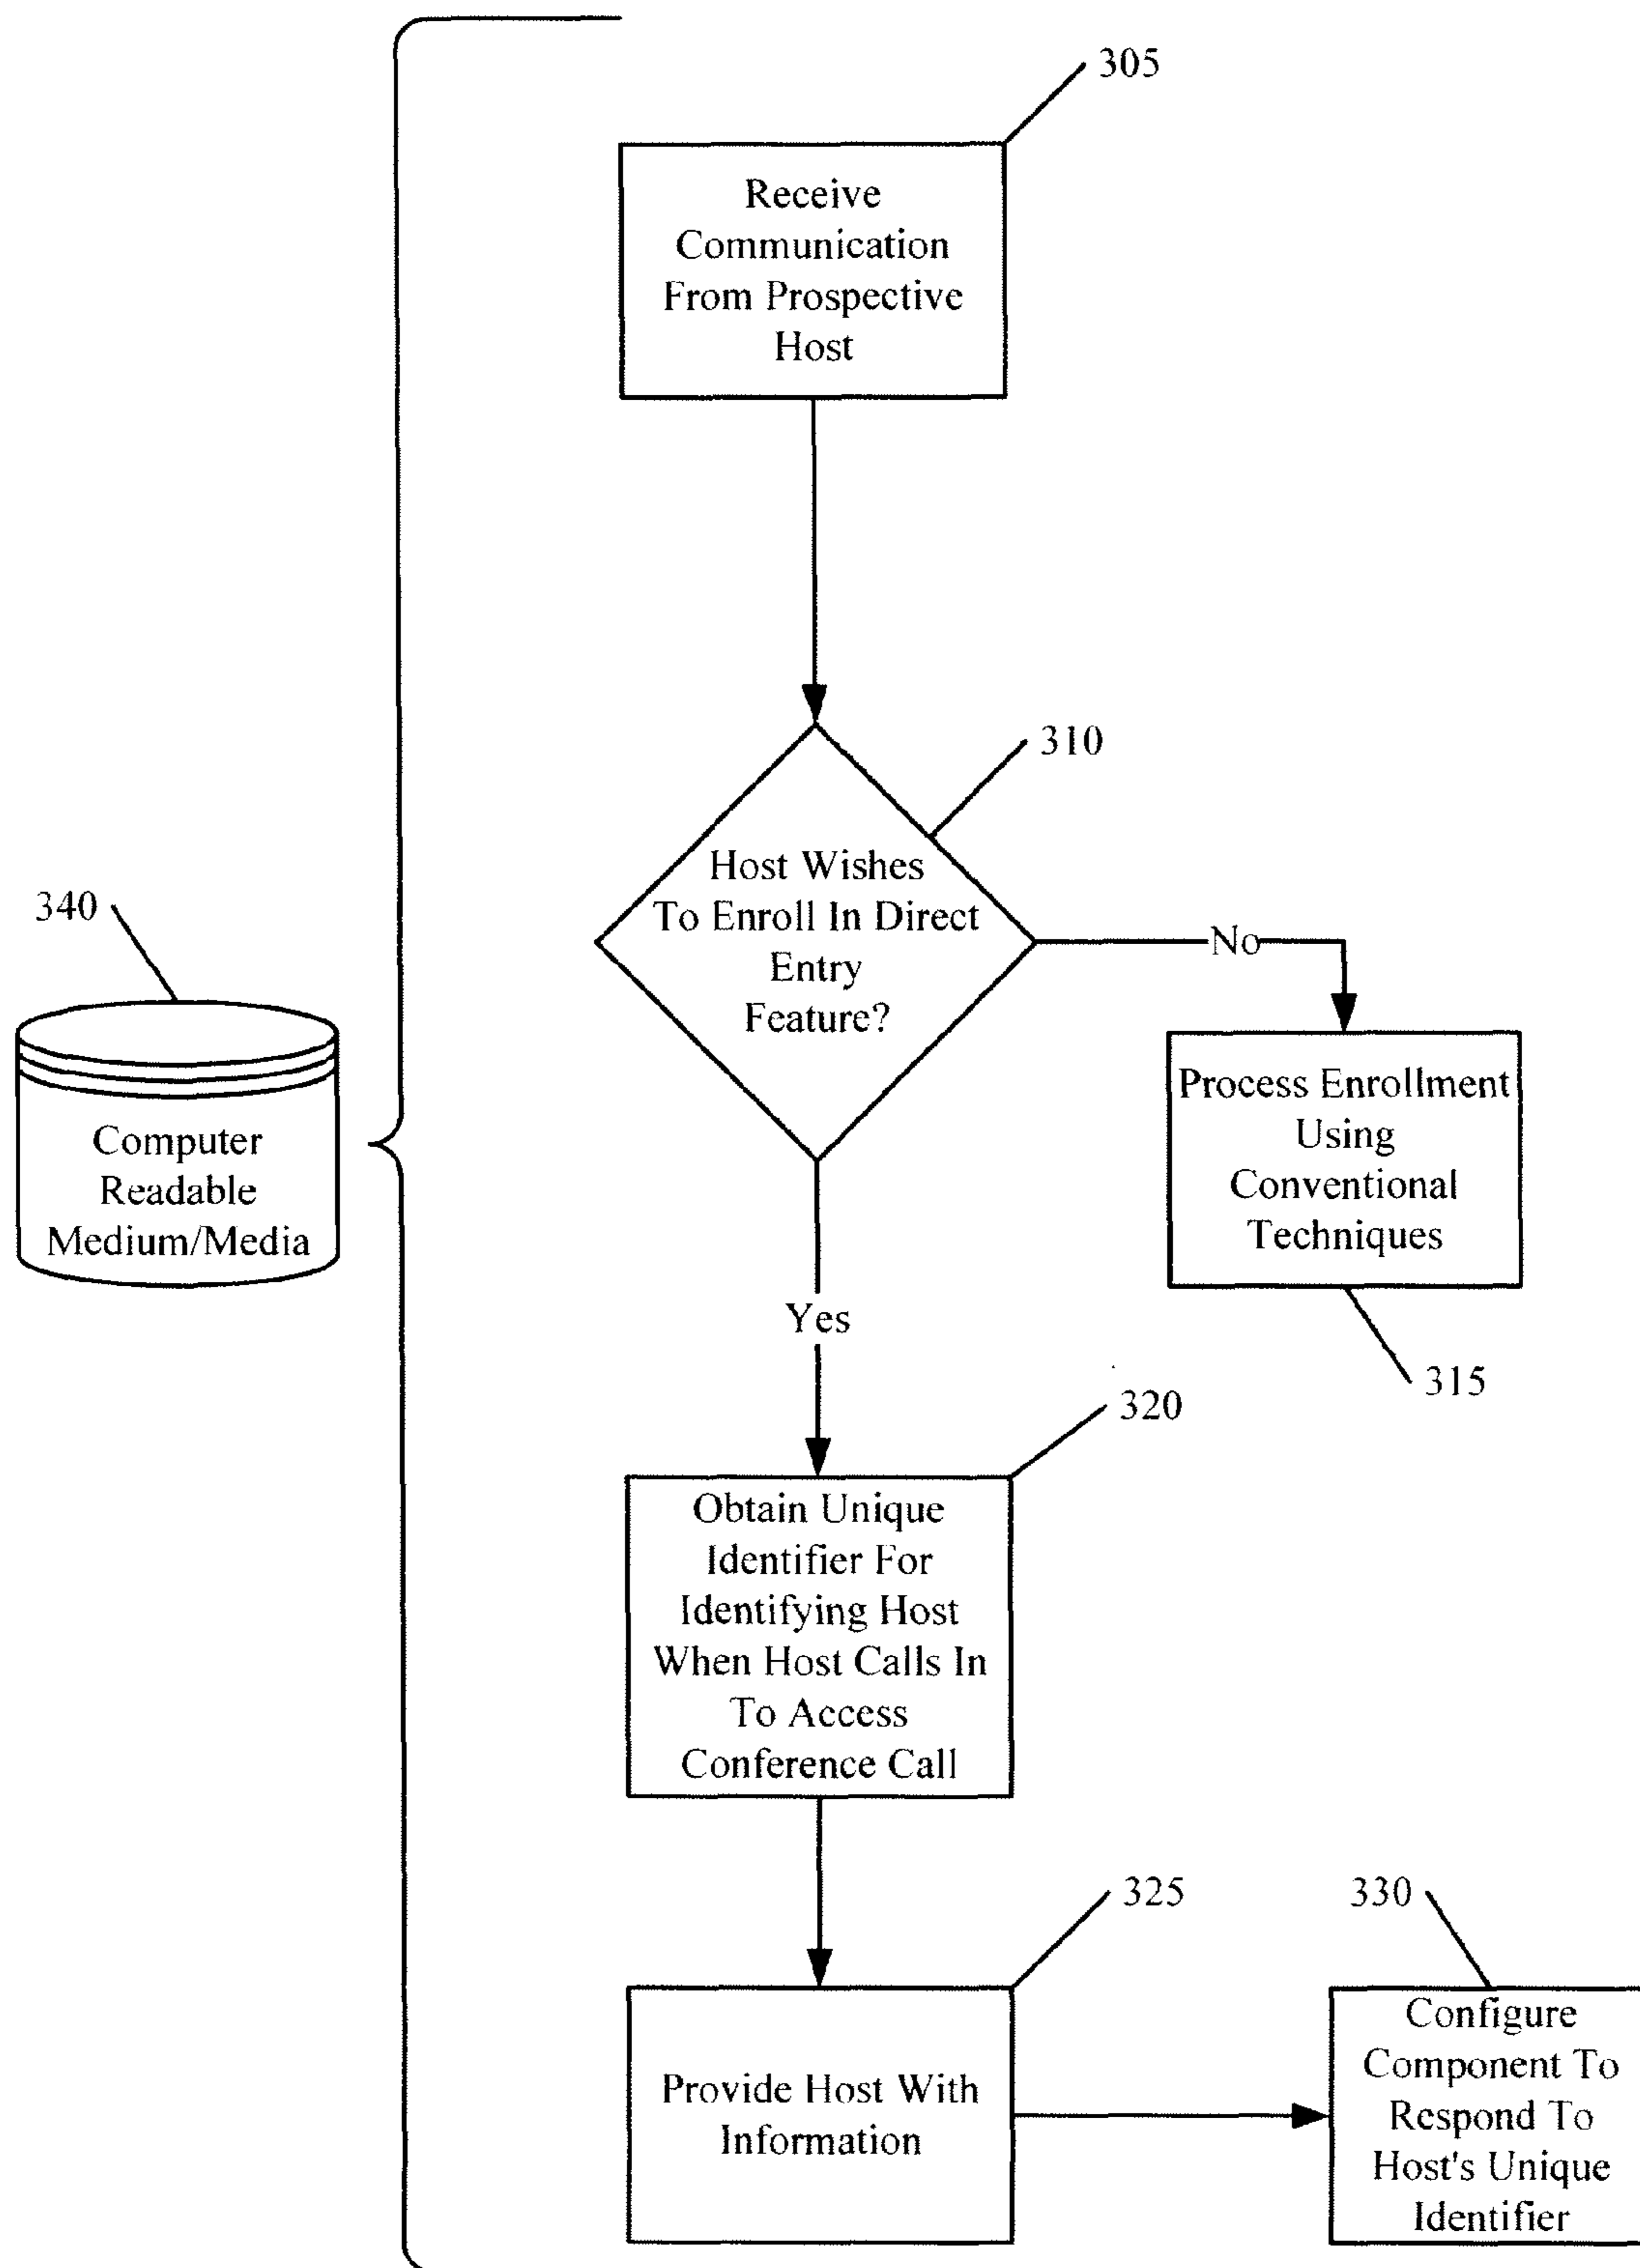 305
Receive
Communication
From Prospective
Host
310
Host Wishes
To Enroll In Direct
Entry
Feature?
No
Process Enrollment
Using
Conventional
Techniques
315
340
Computer
Readable
Medium/Media
Yes
320
Obtain Unique
Identifier For
Identifying Host
When Host Calls In
To Access
Conference Call
325
Provide Host With
Information
330
Configure
Component To
Respond To
Host's Unique
Identifier